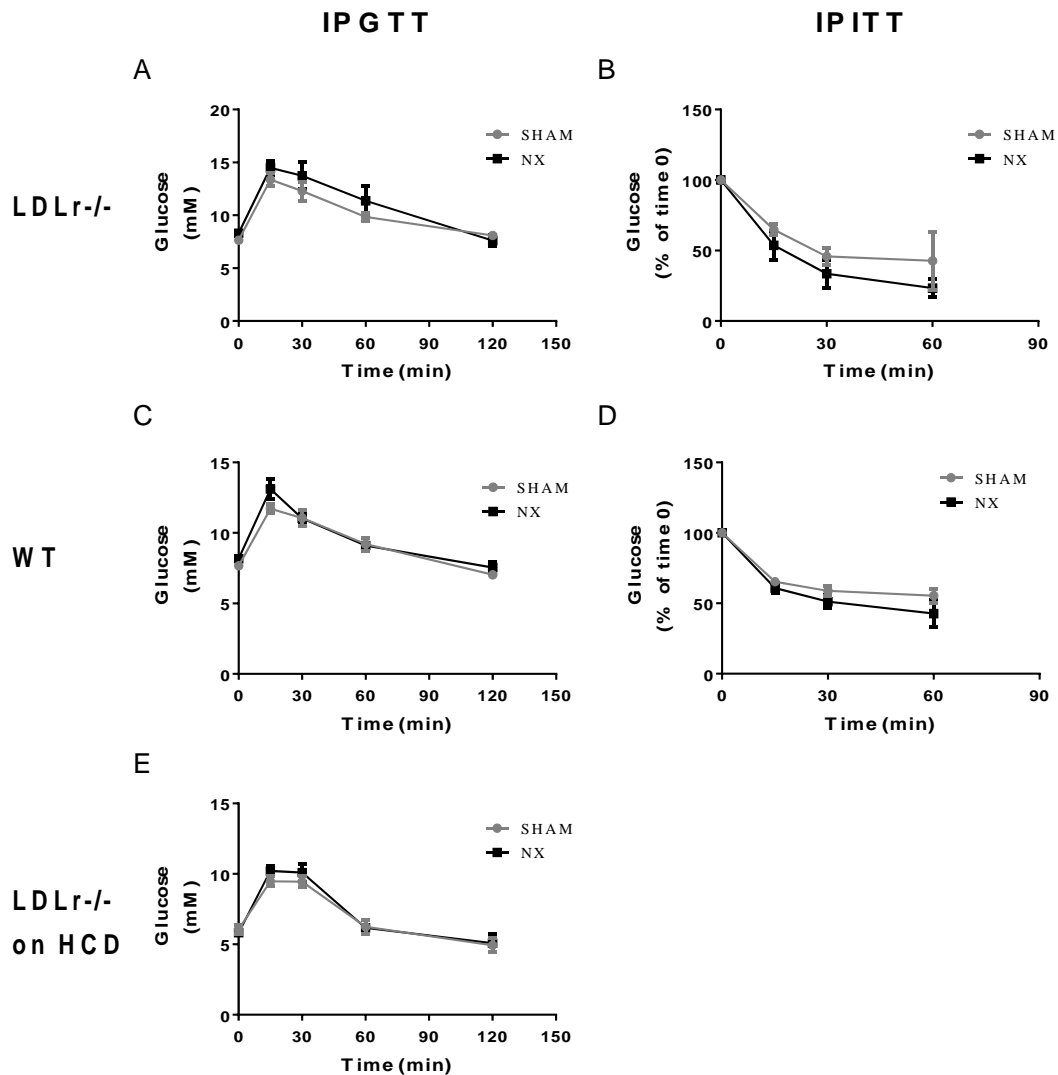 IPGTT
IPITT
LDLr-/-
A
Glucose
(mM)
20
15
10
5
0
0 30 60 90 120 150
Time (min)
SHAM
NX
B
Glucose
(% of time 0)
150
100
50
0
0 30 60 90
Time (min)
SHAM
NX
WT
C
Glucose
(mM)
15
10
5
0
0 30 60 90 120 150
Time (min)
SHAM
NX
D
Glucose
(% of time 0)
150
100
50
0
0 30 60 90
Time (min)
SHAM
NX
LDLr-/-
on HCD
E
Glucose
(mM)
15
10
5
0
0 30 60 90 120 150
Time (min)
SHAM
NX